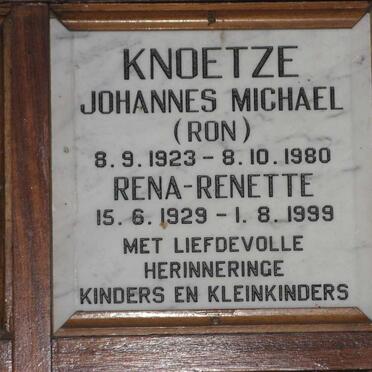 KNOETZE
JOHANNES MICHAEL
(RON)
8.9.1923 – 8.10.1980
RENA-RENETTE
15.6.1929 – 1.8.1999
MET LIEFDEVOLLE
HERINNERINGE
KINDERS EN KLEINKINDERS